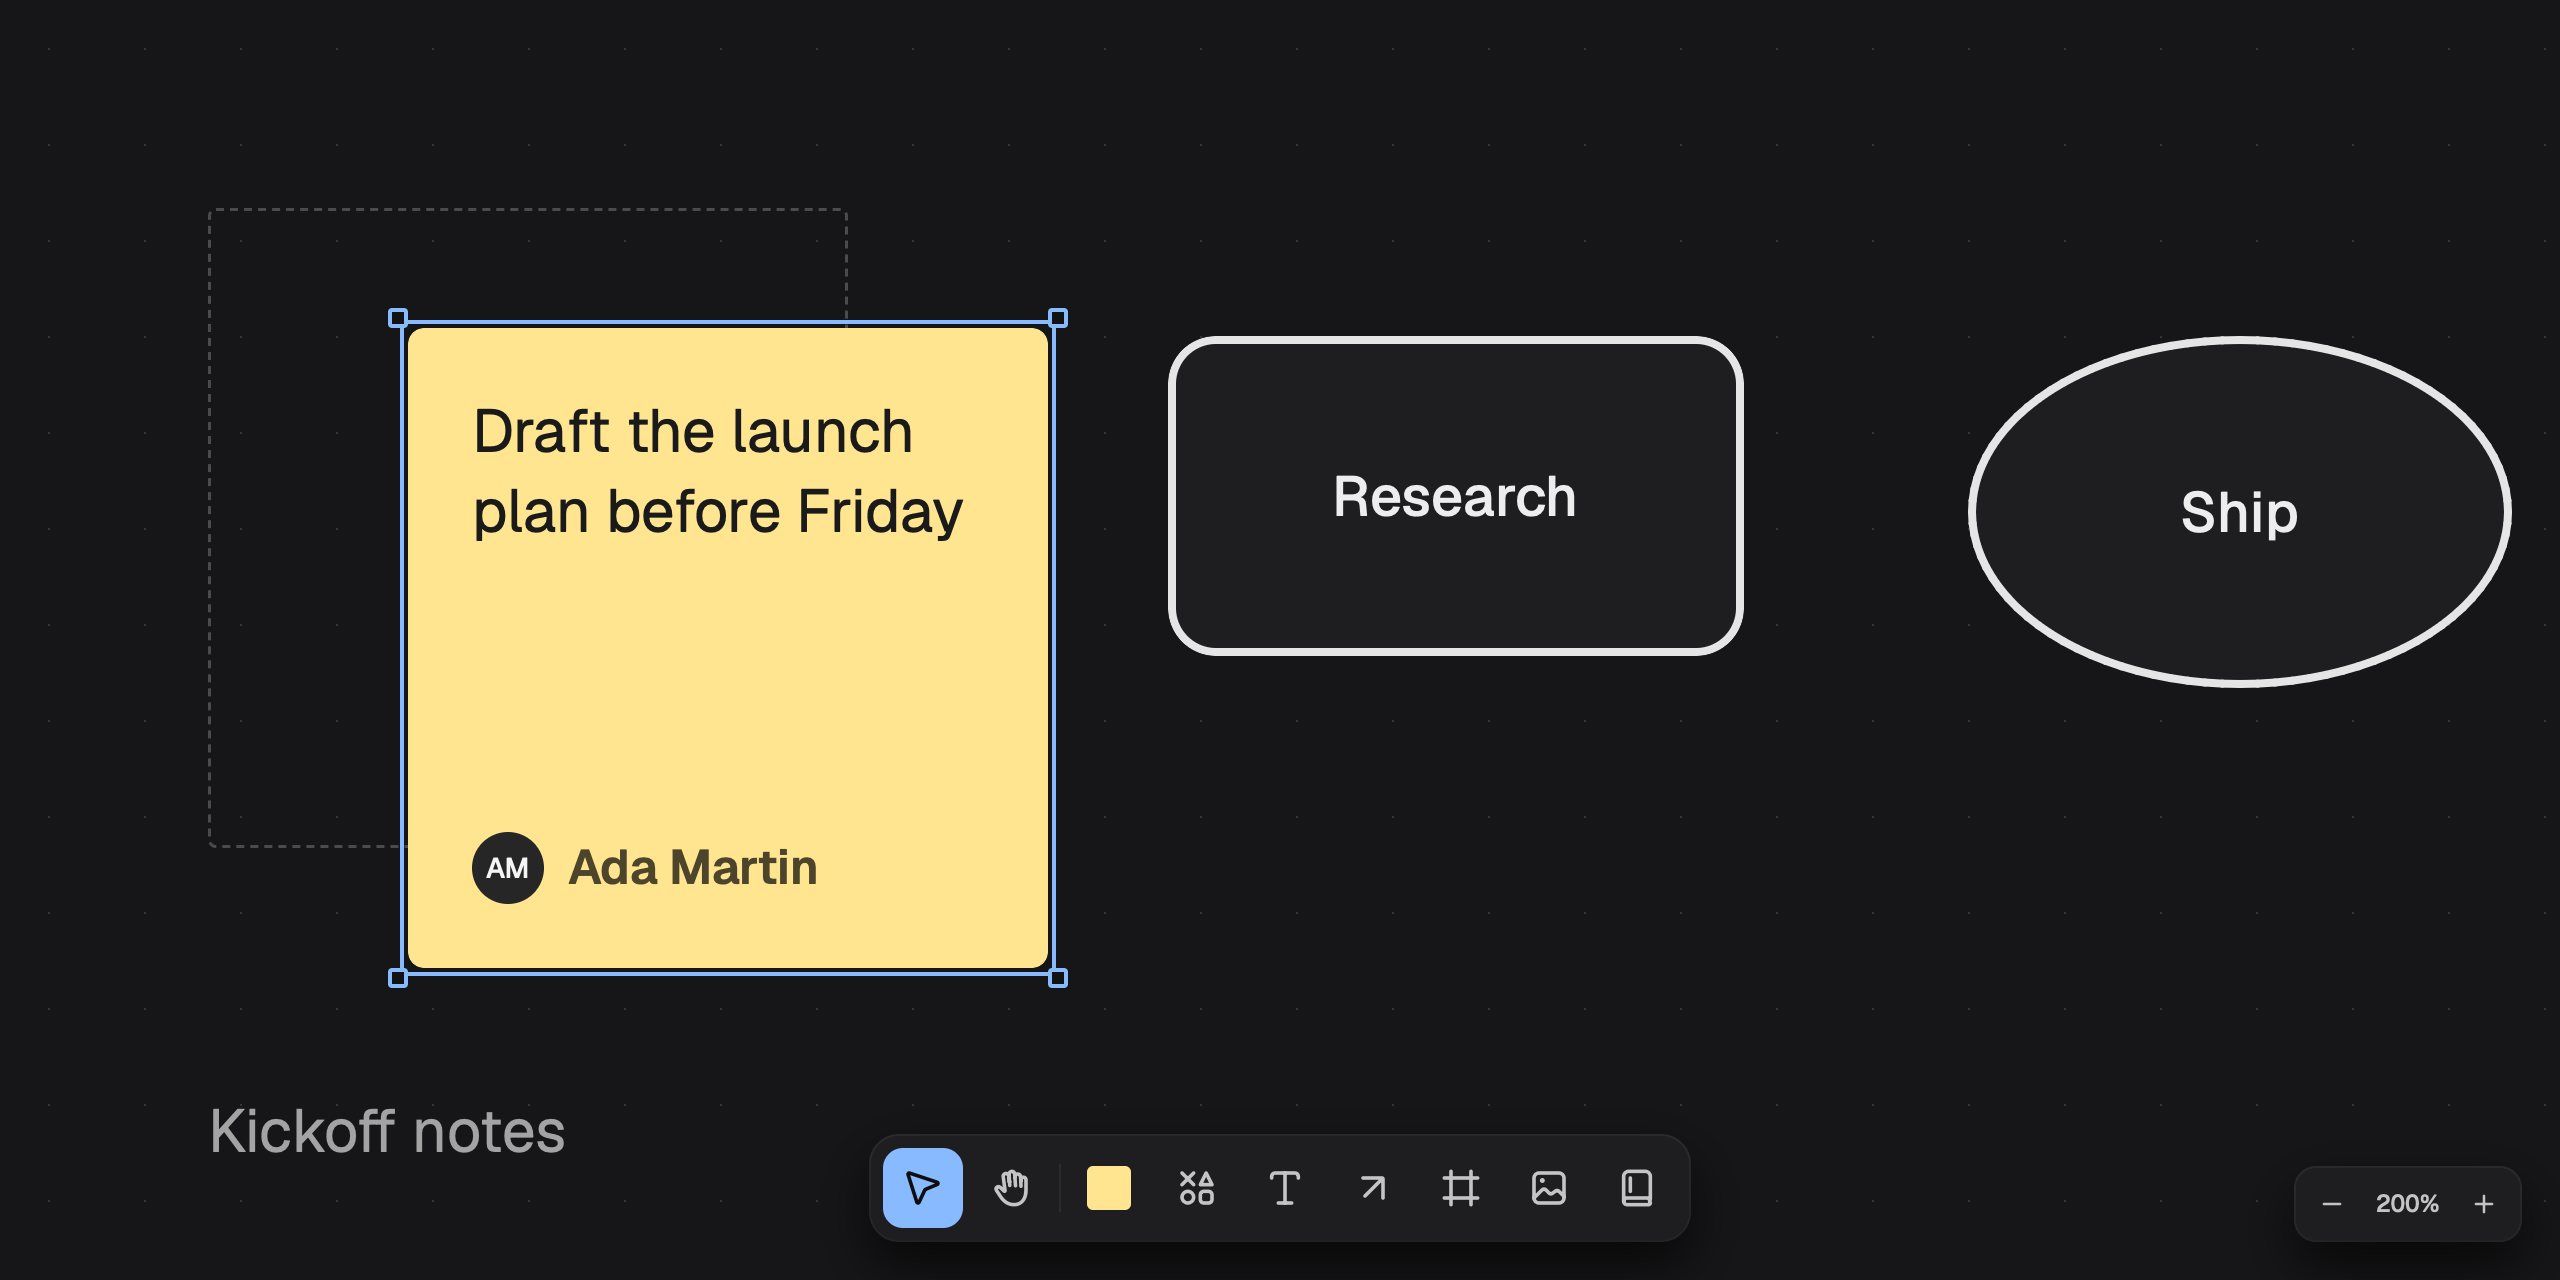 Draft the launch
plan before Friday
AM Ada Martin
Research
Ship
Kickoff notes
200%